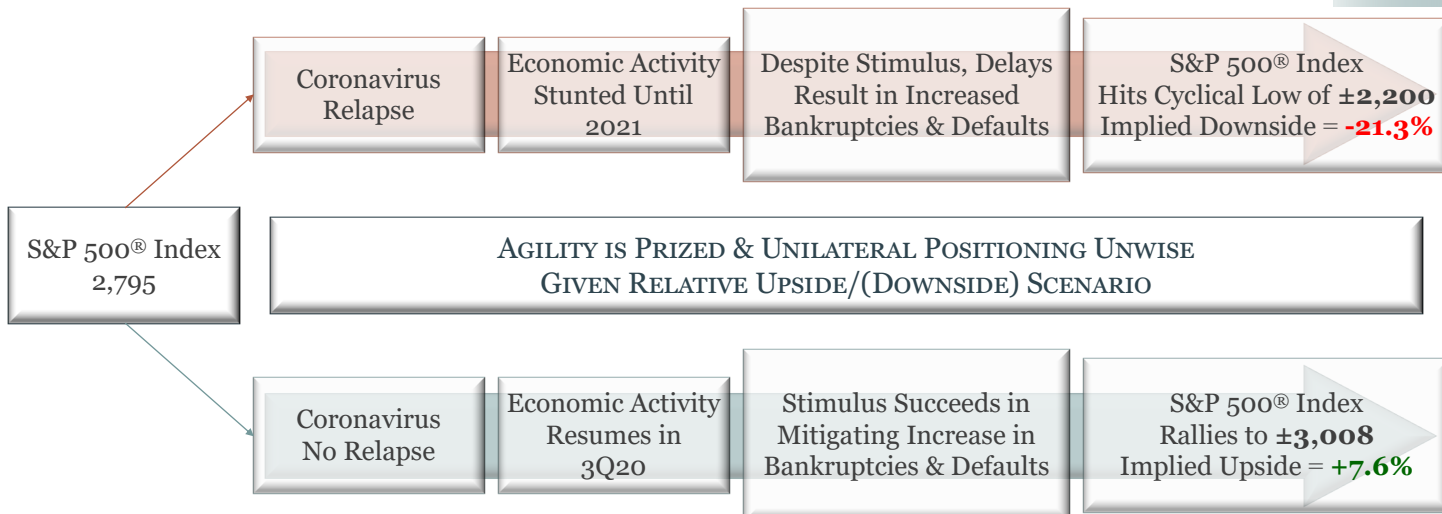 Coronavirus
Relapse
Economic Activity
Stunted Until
2021
Despite Stimulus, Delays
Result in Increased
Bankruptcies & Defaults
S&P 500® Index
Hits Cyclical Low of ±2,200
Implied Downside = -21.3%
S&P 500® Index
2,795
AGILITY IS PRIZED & UNILATERAL POSITIONING UNWISE
GIVEN RELATIVE UPSIDE/(DOWNSIDE) SCENARIO
Coronavirus
No Relapse
Economic Activity
Resumes in
3Q20
Stimulus Succeeds in
Mitigating Increase in
Bankruptcies & Defaults
S&P 500® Index
Rallies to ±3,008
Implied Upside = +7.6%